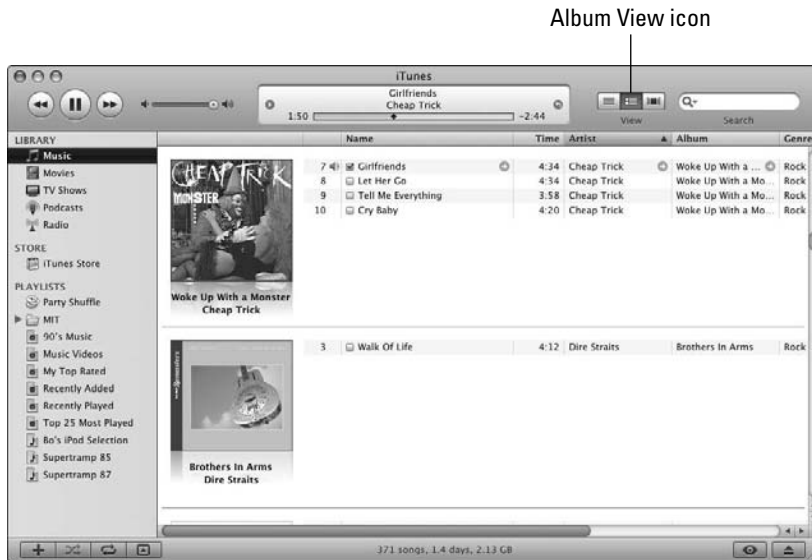 Album View icon
iTunes
Girlfriends
Cheap Trick
1:50 -2:44
View Search
LIBRARY
Music
Movies
TV Shows
Podcasts
Radio
STORE
iTunes Store
PLAYLISTS
Party Shuffle
MIT
90's Music
Music Videos
My Top Rated
Recently Added
Recently Played
Top 25 Most Played
Bo's iPod Selection
Supertramp 85
Supertramp 87
Name Time Artist Album Genre
CHEAP TRICK
MONSTER
Woke Up With a Monster
Cheap Trick
7 Girlfriends 4:34 Cheap Trick Woke Up With a ... Rock
8 Let Her Go 4:34 Cheap Trick Woke Up With a Mo... Rock
9 Tell Me Everything 3:58 Cheap Trick Woke Up With a Mo... Rock
10 Cry Baby 4:20 Cheap Trick Woke Up With a Mo... Rock
Brothers In Arms
Dire Straits
3 Walk Of Life 4:12 Dire Straits Brothers In Arms Rock
371 songs, 1.4 days, 2.13 GB